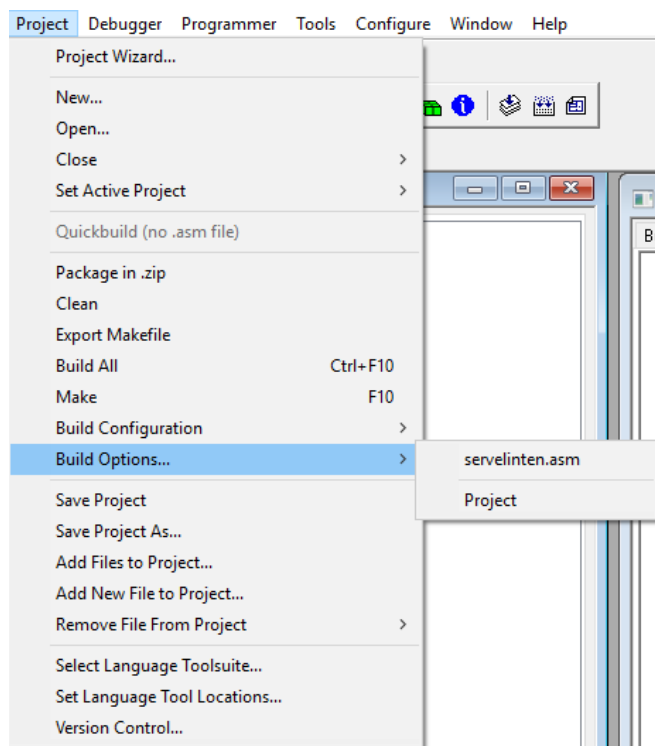 Project Debugger Programmer Tools Configure Window Help
Project Wizard...
New...
Open...
Close
Set Active Project
Quickbuild (no .asm file)
Package in .zip
Clean
Export Makefile
Build All Ctrl+F10
Make F10
Build Configuration
Build Options...
servelinten.asm
Project
Save Project
Save Project As...
Add Files to Project...
Add New File to Project...
Remove File From Project
Select Language Toolsuite...
Set Language Tool Locations...
Version Control...